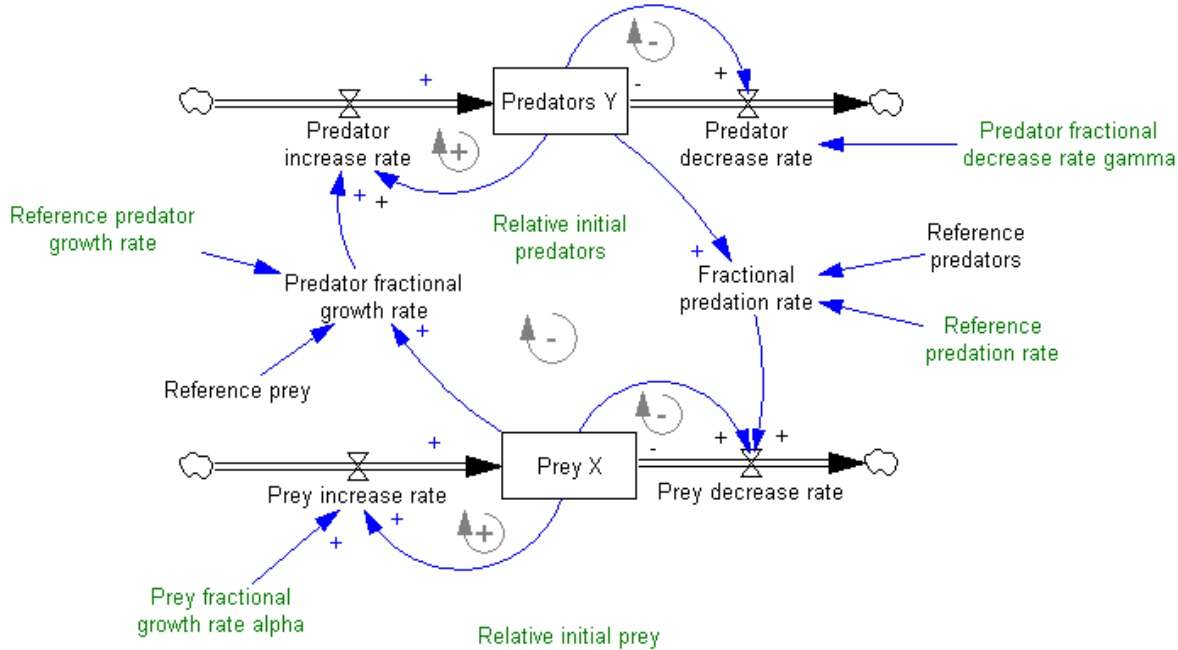 -
+
+
-
Predators Y
Predator
increase rate
Predator
decrease rate
Predator fractional
decrease rate gamma
+
+
+
Reference predator
growth rate
Relative initial
predators
Reference
predators
+
Fractional
predation rate
Predator fractional
growth rate
+
-
Reference
predation rate
Reference prey
-
+
+
+
-
Prey X
Prey increase rate
Prey decrease rate
+
+
+
Prey fractional
growth rate alpha
Relative initial prey